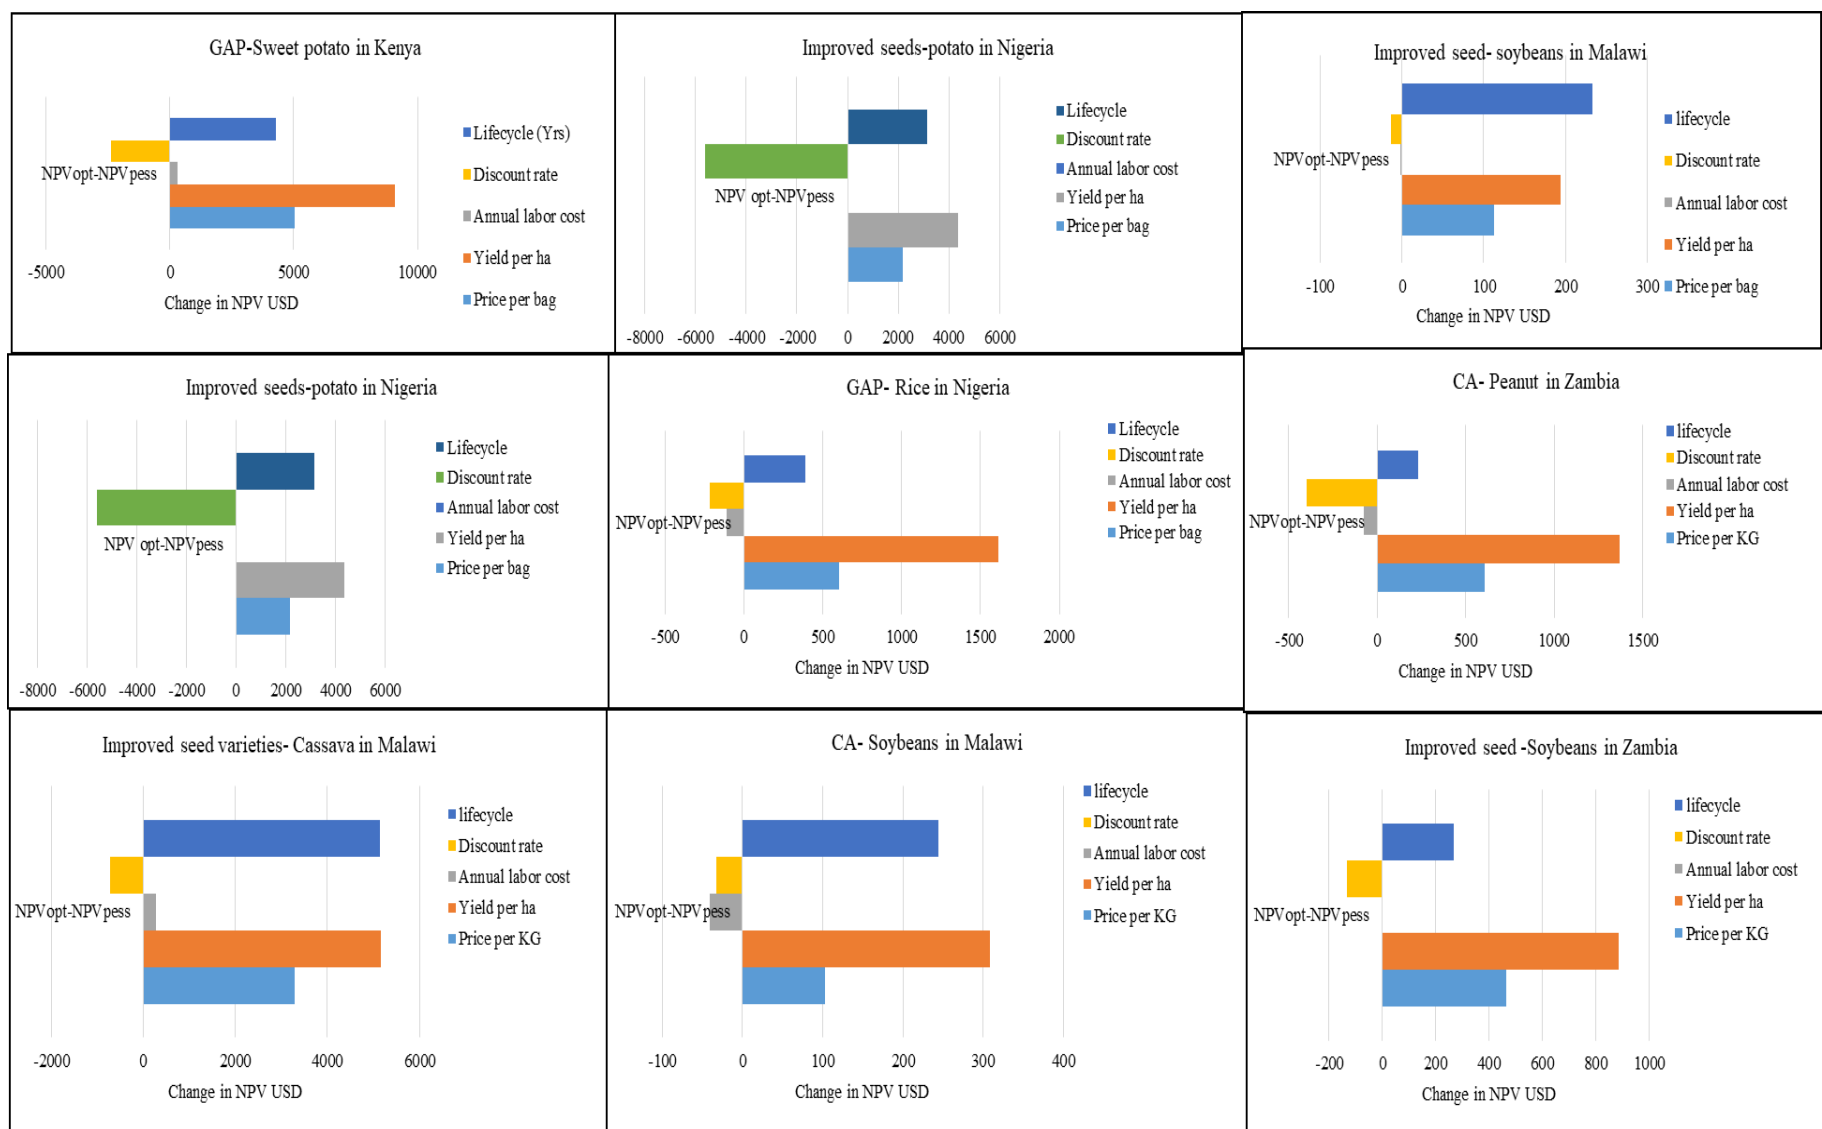 GAP-Sweet potato in Kenya
Lifecycle (Yrs)
Discount rate
Annual labor cost
Yield per ha
Price per bag
NPVopt-NPVpess
-5000 0 5000 10000
Change in NPV USD
Improved seeds-potato in Nigeria
Lifecycle
Discount rate
Annual labor cost
Yield per ha
Price per bag
NPV opt-NPVpess
-8000 -6000 -4000 -2000 0 2000 4000 6000
Improved seed- soybeans in Malawi
lifecycle
Discount rate
Annual labor cost
Yield per ha
Price per bag
NPVopt-NPVpess
-100 0 100 200 300
Change in NPV USD
Improved seeds-potato in Nigeria
Lifecycle
Discount rate
Annual labor cost
Yield per ha
Price per bag
NPV opt-NPVpess
-8000 -6000 -4000 -2000 0 2000 4000 6000
GAP- Rice in Nigeria
Lifecycle
Discount rate
Annual labor cost
Yield per ha
Price per bag
NPVopt-NPVpess
-500 0 500 1000 1500 2000
Change in NPV USD
CA- Peanut in Zambia
lifecycle
Discount rate
Annual labor cost
Yield per ha
Price per KG
NPVopt-NPVpess
-500 0 500 1000 1500
Change in NPV USD
Improved seed varieties- Cassava in Malawi
lifecycle
Discount rate
Annual labor cost
Yield per ha
Price per KG
NPVopt-NPVpess
-2000 0 2000 4000 6000
Change in NPV USD
CA- Soybeans in Malawi
lifecycle
Discount rate
Annual labor cost
Yield per ha
Price per KG
NPVopt-NPVpess
-100 0 100 200 300 400
Change in NPV USD
Improved seed -Soybeans in Zambia
lifecycle
Discount rate
Annual labor cost
Yield per ha
Price per KG
NPVopt-NPVpess
-200 0 200 400 600 800 1000
Change in NPV USD